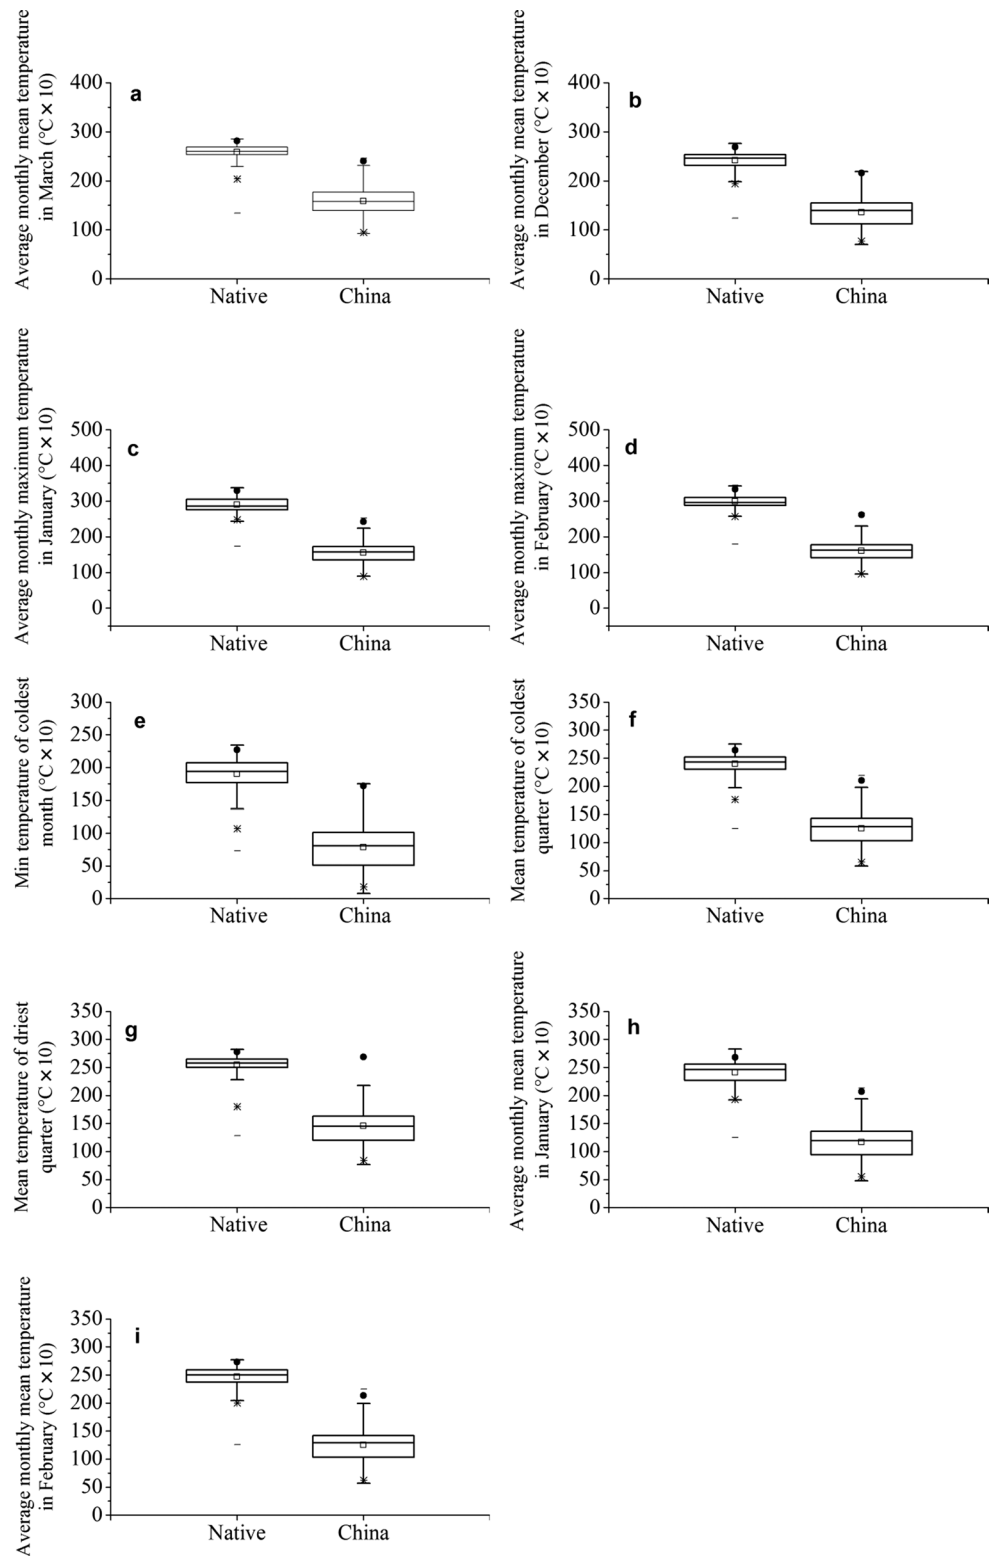 Average monthly mean temperature
in March (°C × 10)
a
400
300
200
100
0
Native China
Average monthly mean temperature
in December (°C × 10)
b
400
300
200
100
0
Native China
Average monthly maximum temperature
in January (°C × 10)
c
500
400
300
200
100
0
Native China
Average monthly maximum temperature
in February (°C × 10)
d
500
400
300
200
100
0
Native China
Min temperature of coldest
month (°C × 10)
e
300
250
200
150
100
50
0
Native China
Mean temperature of coldest
quarter (°C × 10)
f
350
300
250
200
150
100
50
0
Native China
Mean temperature of driest
quarter (°C × 10)
g
350
300
250
200
150
100
50
0
Native China
Average monthly mean temperature
in January (°C × 10)
h
350
300
250
200
150
100
50
0
Native China
Average monthly mean temperature
in February (°C × 10)
i
350
300
250
200
150
100
50
0
Native China